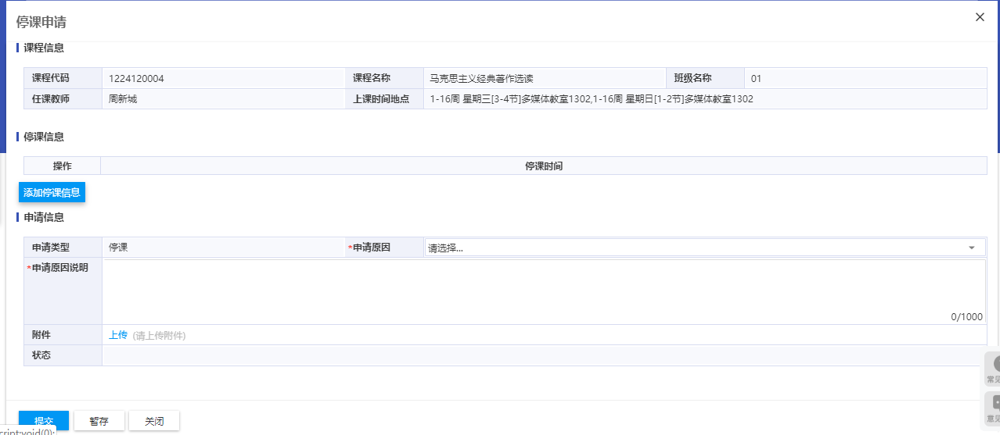 停课申请
课程信息
课程代码 1224120004 课程名称 马克思主义经典著作选读 班级名称 01
任课教师 周新城 上课时间地点 1-16周 星期三[3-4节]多媒体教室1302,1-16周 星期日[1-2节]多媒体教室1302
停课信息
操作 停课时间
添加停课信息
申请信息
申请类型 停课 *申请原因 请选择...
*申请原因说明
0/1000
附件 上传 (请上传附件)
状态
常见
意见
提交 暂存 关闭
cript:void(0);